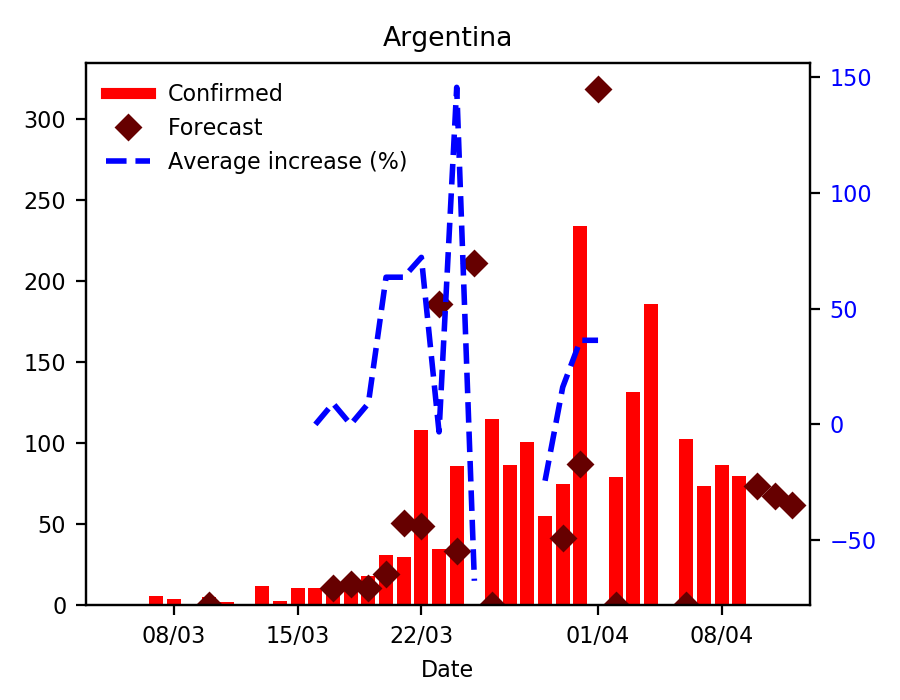 Argentina
Confirmed
Forecast
Average increase (%)
300
250
200
150
100
50
0
150
100
50
0
−50
08/03 15/03 22/03 01/04 08/04
Date